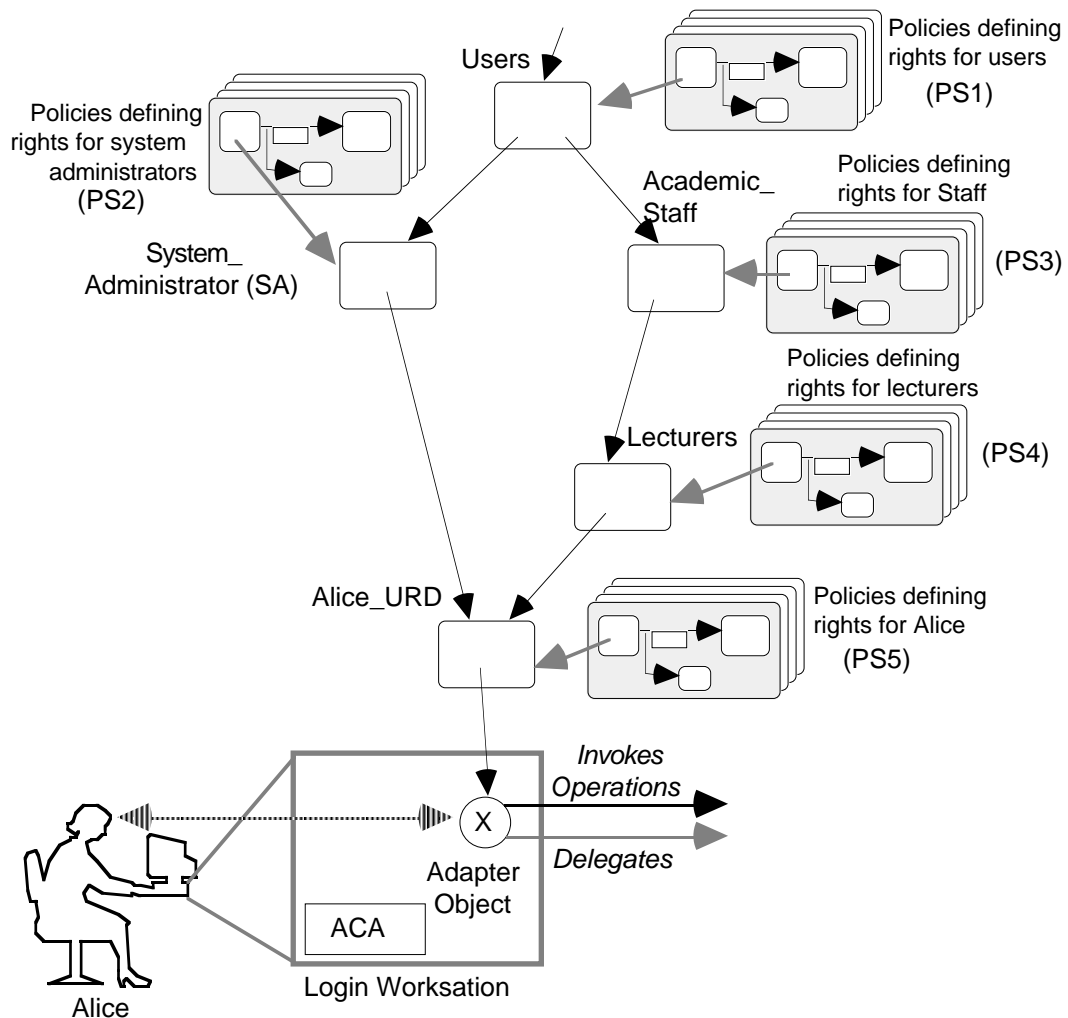 Users
Policies defining
rights for users
(PS1)
Policies defining
rights for system
administrators
(PS2)
Academic_
Staff
Policies defining
rights for Staff
(PS3)
System_
Administrator (SA)
Policies defining
rights for lecturers
(PS4)
Lecturers
Alice_URD
Policies defining
rights for Alice
(PS5)
Invokes
Operations
X
Delegates
Adapter
Object
ACA
Login Worksation
Alice